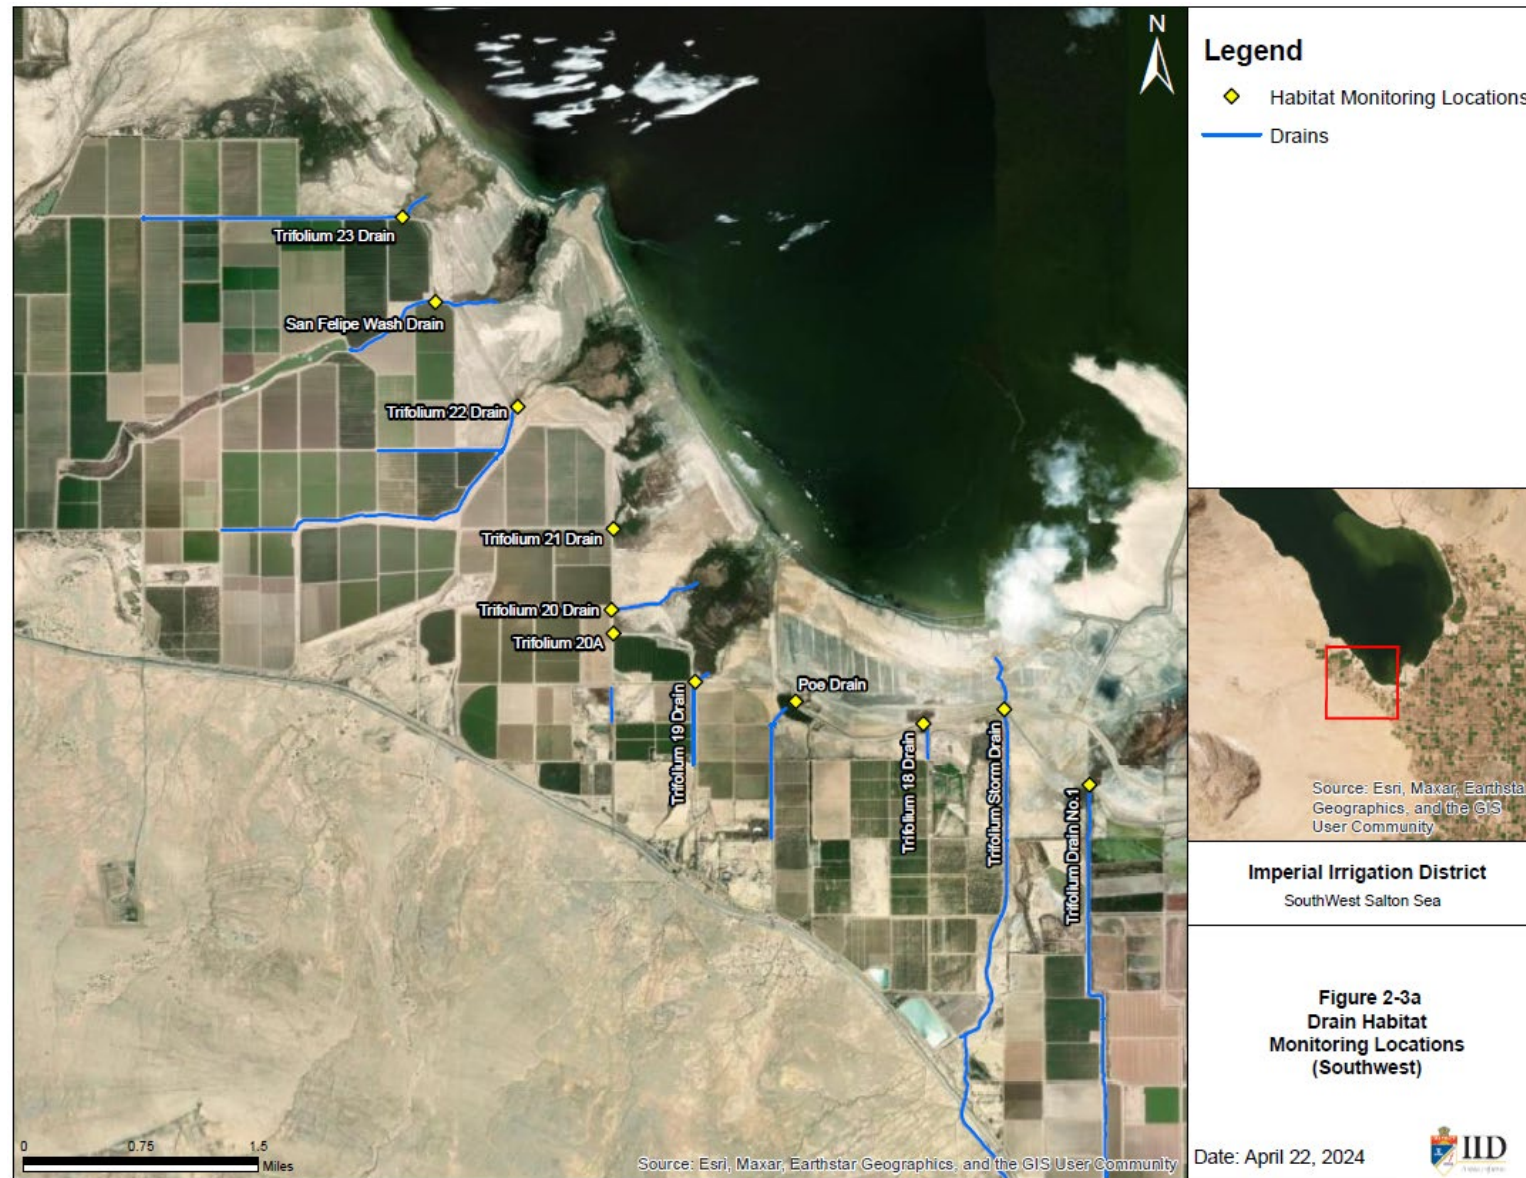 N
Trifolium 23 Drain
San Felipe Wash Drain
Trifolium 22 Drain
Trifolium 21 Drain
Trifolium 20 Drain
Trifolium 20A
Trifolium 19 Drain
Poe Drain
Trifolium 18 Drain
Trifolium Storm Drain
Trifolium Drain No.1
0 0.75 1.5
Miles
Source: Esri, Maxar, Earthstar Geographics, and the GIS User Community
Legend
Habitat Monitoring Locations
Drains
Source: Esri, Maxar, Earthsta
Geographics, and the GIS
User Community
Imperial Irrigation District
SouthWest Salton Sea
Figure 2-3a
Drain Habitat
Monitoring Locations
(Southwest)
Date: April 22, 2024
IID